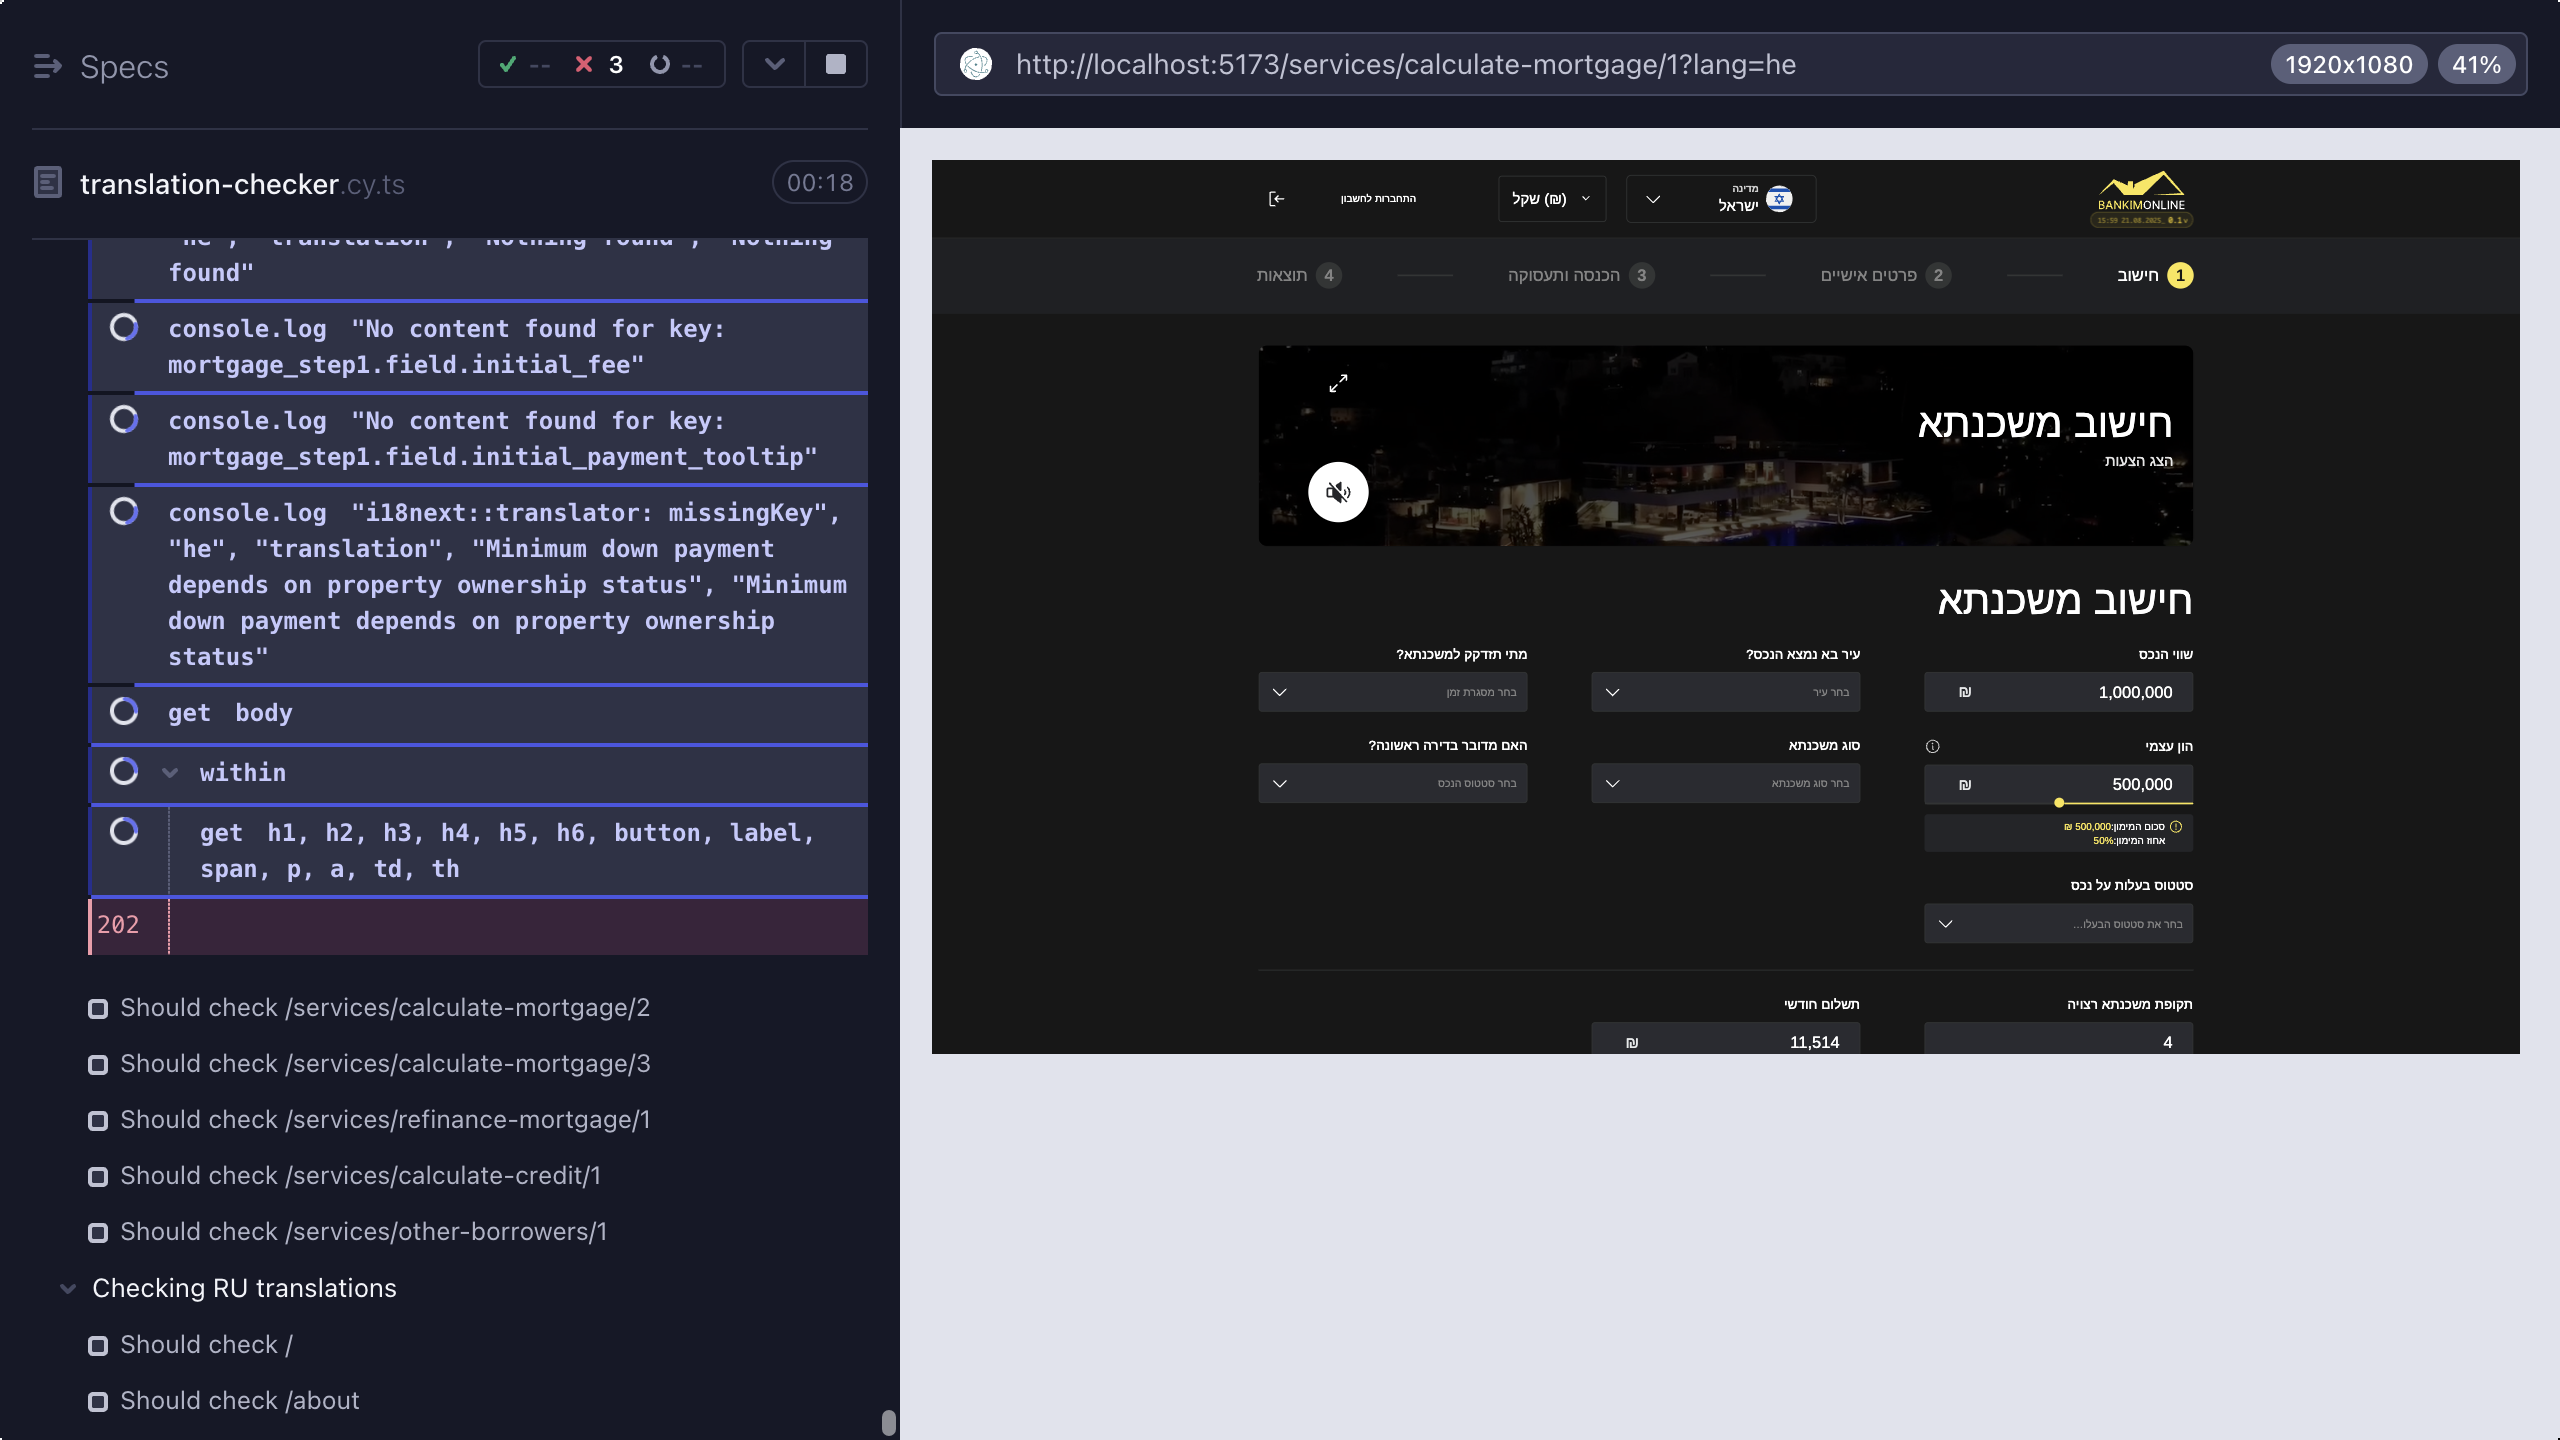 Specs
-- 3 --
translation-checker.cy.ts
00:18
"he", "translation", "Nothing found", "Nothing
found"
console.log "No content found for key:
mortgage_step1.field.initial_fee"
console.log "No content found for key:
mortgage_step1.field.initial_payment_tooltip"
console.log "i18next::translator: missingKey",
"he", "translation", "Minimum down payment
depends on property ownership status", "Minimum
down payment depends on property ownership
status"
get body
within
get h1, h2, h3, h4, h5, h6, button, label,
span, p, a, td, th
202
Should check /services/calculate-mortgage/2
Should check /services/calculate-mortgage/3
Should check /services/refinance-mortgage/1
Should check /services/calculate-credit/1
Should check /services/other-borrowers/1
Checking RU translations
Should check /
Should check /about
http://localhost:5173/services/calculate-mortgage/1?lang=he
1920x1080
41%
BANKIMONLINE
15:59 21.08.2025. 0.1v
מדינה
ישראל
שקל (₪)
התחברות לחשבון
1 חישוב
2 פרטים אישיים
3 הכנסה ותעסוקה
4 תוצאות
חישוב משכנתא
הצג הצעות
חישוב משכנתא
שווי הנכס
1,000,000 ₪
עיר בא נמצא הנכס?
בחר עיר
מתי תזדקק למשכנתא?
בחר מסגרת זמן
הון עצמי
500,000 ₪
סכום המימון: 500,000 ₪
אחוז המימון: 50%
סוג משכנתא
בחר סוג משכנתא
האם מדובר בדירה ראשונה?
בחר סטטוס הנכס
סטטוס בעלות על נכס
בחר את סטטוס הבעלו...
תקופת משכנתא רצויה
4
תשלום חודשי
11,514 ₪